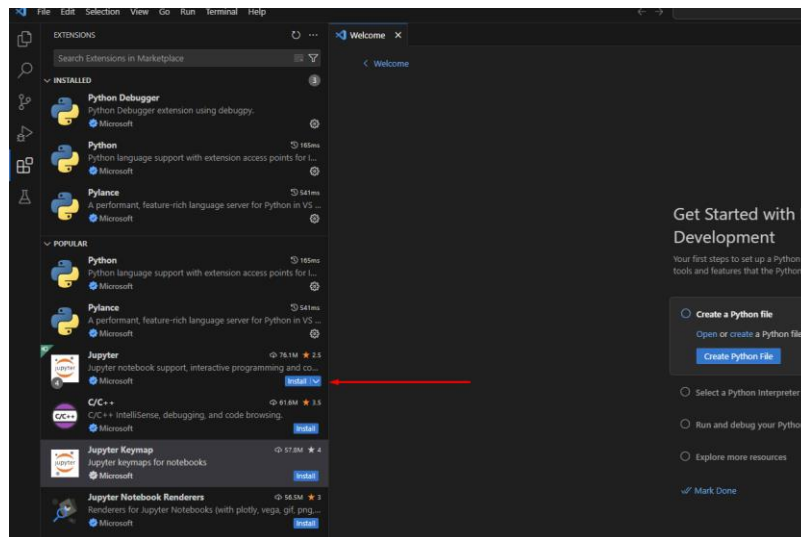 File Edit Selection View Go Run Terminal Help
EXTENSIONS
Search Extensions in Marketplace
INSTALLED 3
Python Debugger
Python Debugger extension using debugpy.
Microsoft
Python 165ms
Python language support with extension access points for I...
Microsoft
Pylance 541ms
A performant, feature-rich language server for Python in VS ...
Microsoft
POPULAR
Python 165ms
Python language support with extension access points for I...
Microsoft
Pylance 541ms
A performant, feature-rich language server for Python in VS ...
Microsoft
Jupyter 76.1M ★ 2.5
Jupyter notebook support, interactive programming and co...
jupyter
4
Microsoft Install
C/C++ 61.6M ★ 3.5
C/C++ IntelliSense, debugging, and code browsing.
C/C++
Microsoft Install
Jupyter Keymap 57.8M ★ 4
Jupyter keymaps for notebooks
jupyter
Microsoft Install
Jupyter Notebook Renderers 56.5M ★ 3
Renderers for Jupyter Notebooks (with plotly, vega, gif, png,...
Microsoft Install
Welcome
Welcome
Get Started with
Development
Your first steps to set up a Python
tools and features that the Python
Create a Python file
Open or create a Python file
Create Python File
Select a Python Interpreter
Run and debug your Pytho
Explore more resources
Mark Done